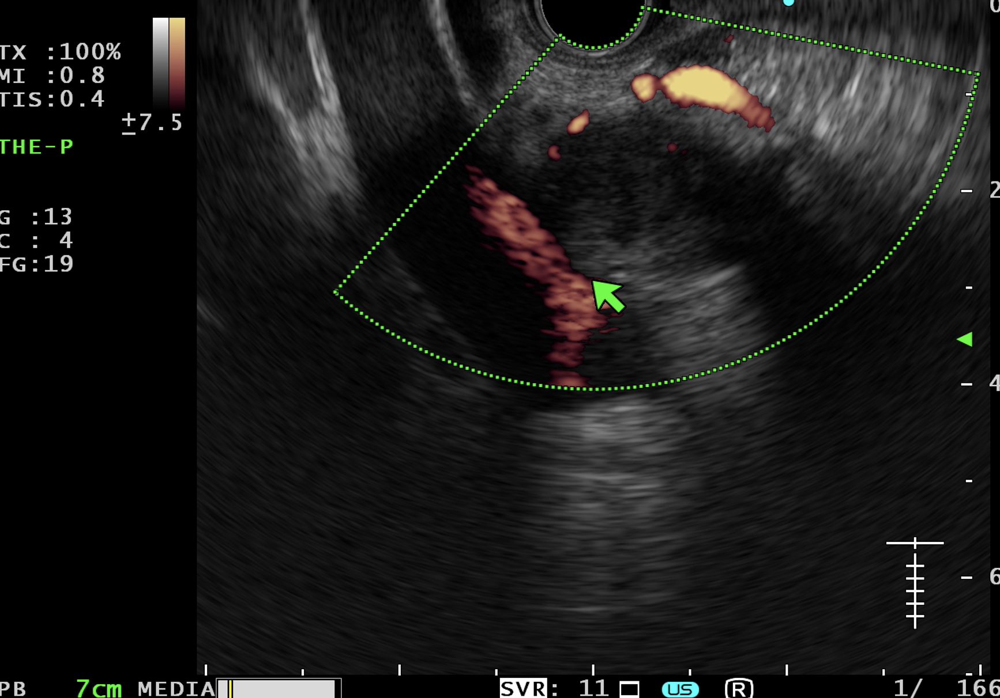 TX :100%
MI :0.8
TIS:0.4
±7.5
THE-P
G :13
C : 4
FG:19
0
2
4
6
PB 7cm MEDIA SVR: 11 US R 1/ 166